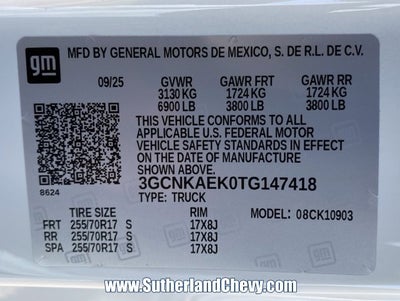 gm MFD BY GENERAL MOTORS DE MEXICO, S. DE R.L. DE C.V.
09/25 GVWR GAWR FRT GAWR RR
3130 KG 1724 KG 1724 KG
6900 LB 3800 LB 3800 LB
THIS VEHICLE CONFORMS TO ALL
APPLICABLE U.S. FEDERAL MOTOR
VEHICLE SAFETY STANDARDS IN EFFECT
ON THE DATE OF MANUFACTURE
SHOWN ABOVE.
3GCNKAEK0TG147418
8624 TYPE: TRUCK
TIRE SIZE RIM MODEL: 08CK10903
FRT 255/70R17 S 17X8J
RR 255/70R17 S 17X8J
SPA 255/70R17 S 17X8J
www.SutherlandChevy.com